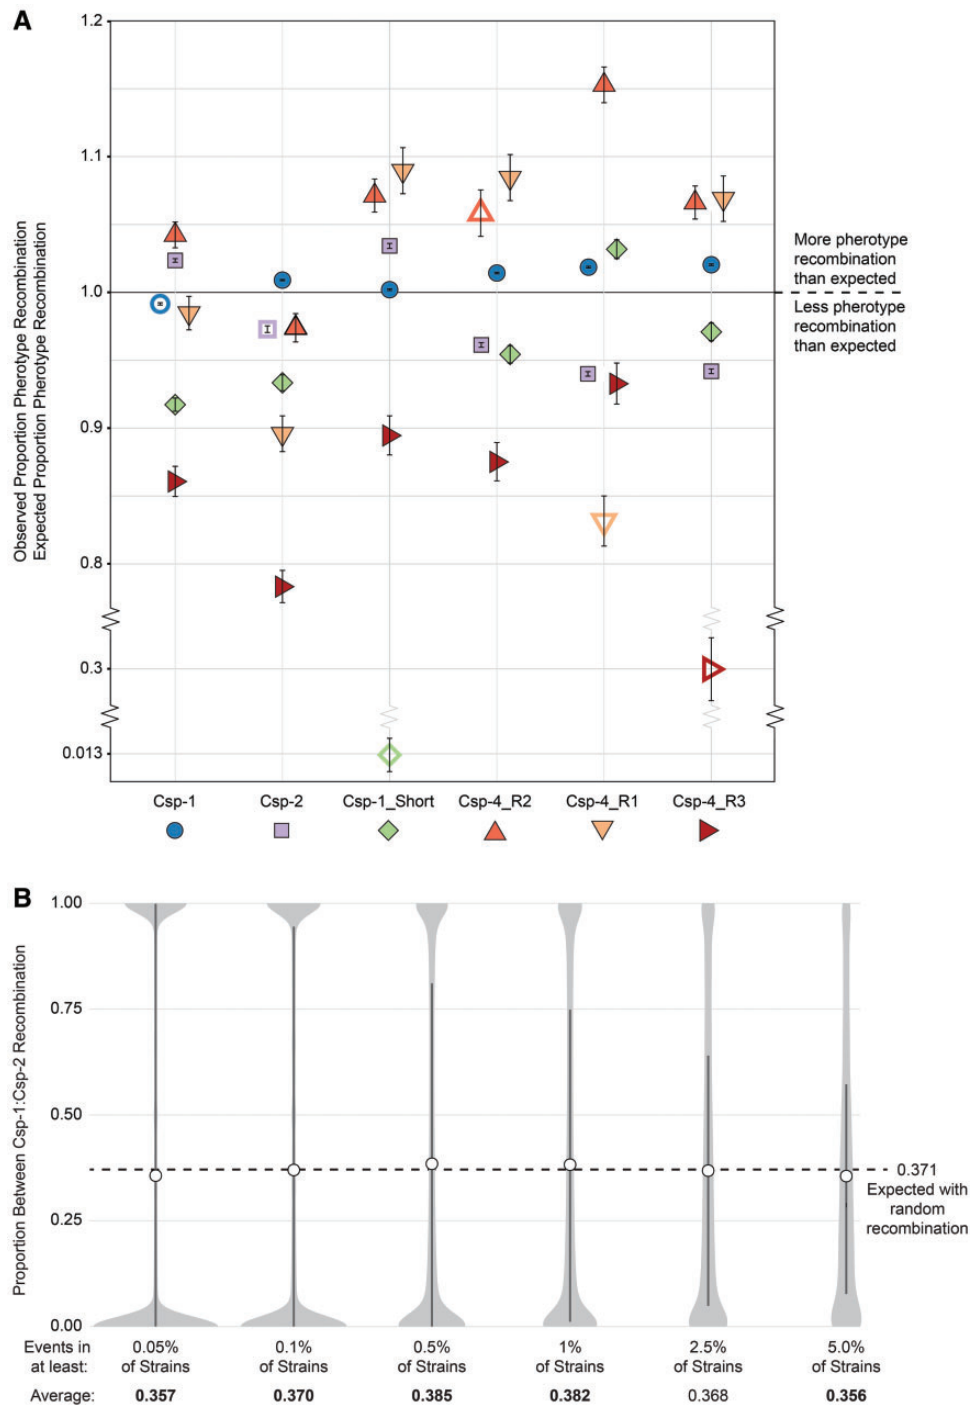 A
Observed Proportion Pherotype Recombination
Expected Proportion Pherotype Recombination
1.2
1.1
1.0
0.9
0.8
0.3
0.013
More pherotype
recombination
than expected
Less pherotype
recombination
than expected
Csp-1 Csp-2 Csp-1_Short Csp-4_R2 Csp-4_R1 Csp-4_R3
B
Proportion Between Csp-1:Csp-2 Recombination
1.00
0.75
0.50
0.25
0.00
0.371
Expected with
random
recombination
Events in 0.05% 0.1% 0.5% 1% 2.5% 5.0%
at least: of Strains of Strains of Strains of Strains of Strains of Strains
Average: 0.357 0.370 0.385 0.382 0.368 0.356